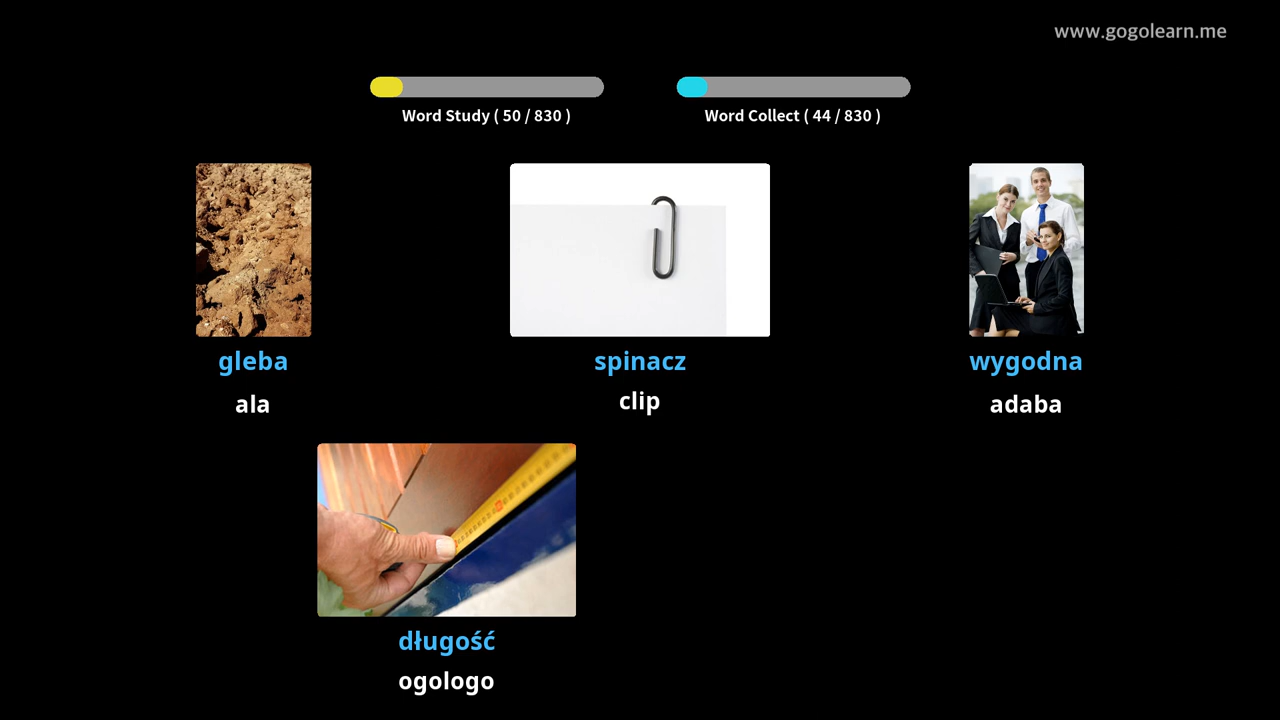 www.gogolearn.me
Word Study ( 50 / 830 )
Word Collect ( 44 / 830 )
gleba
ala
spinacz
clip
wygodna
adaba
długość
ogologo